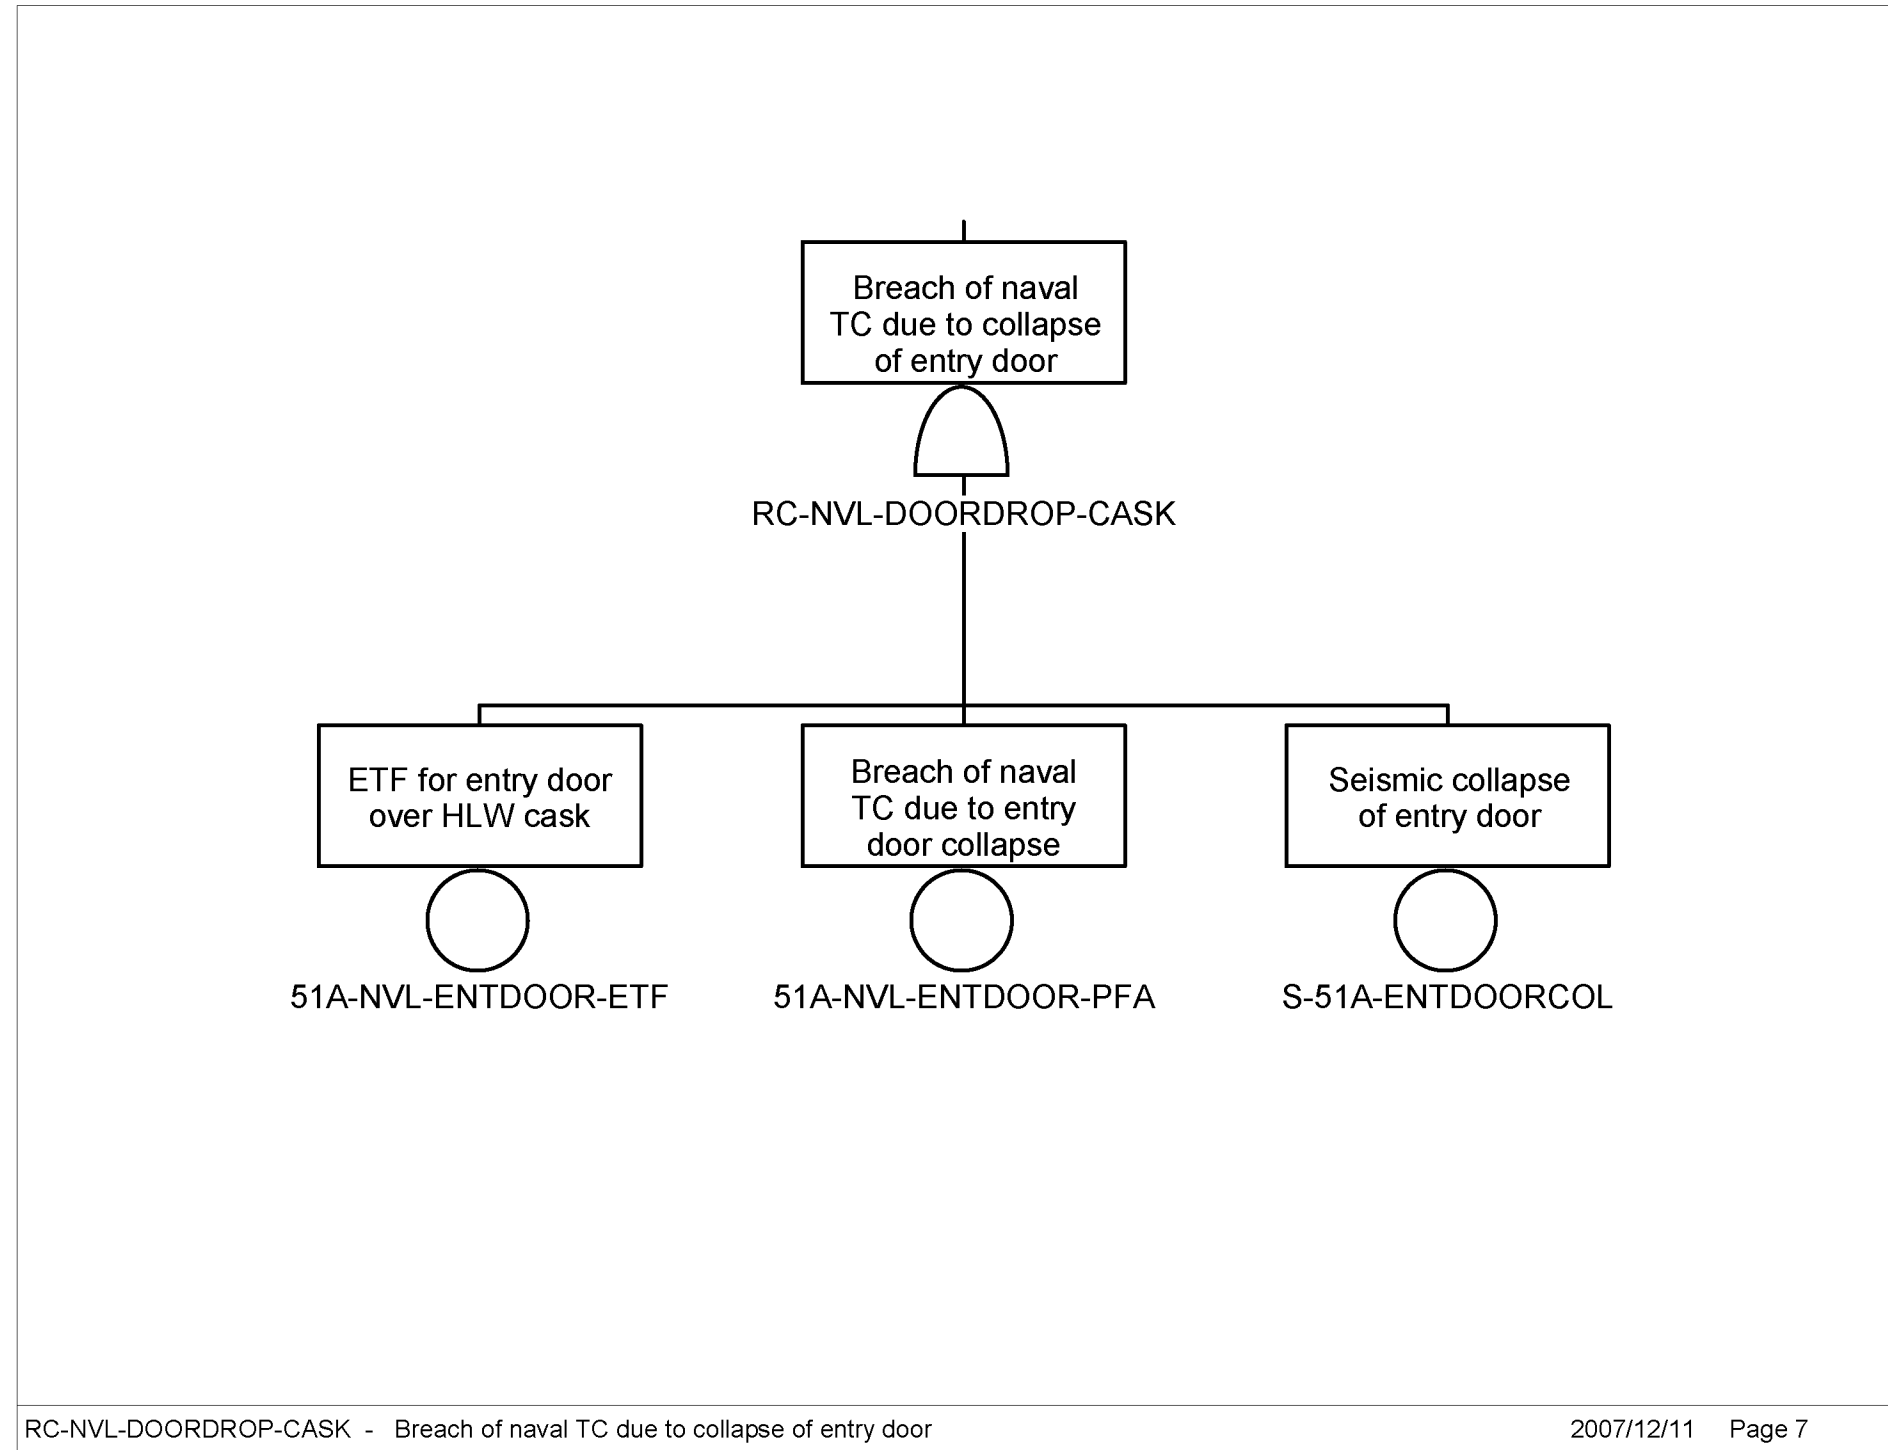 Breach of naval
TC due to collapse
of entry door
RC-NVL-DOORDROP-CASK
ETF for entry door
over HLW cask
51A-NVL-ENTDOOR-ETF
Breach of naval
TC due to entry
door collapse
51A-NVL-ENTDOOR-PFA
Seismic collapse
of entry door
S-51A-ENTDOORCOL
RC-NVL-DOORDROP-CASK - Breach of naval TC due to collapse of entry door
2007/12/11 Page 7